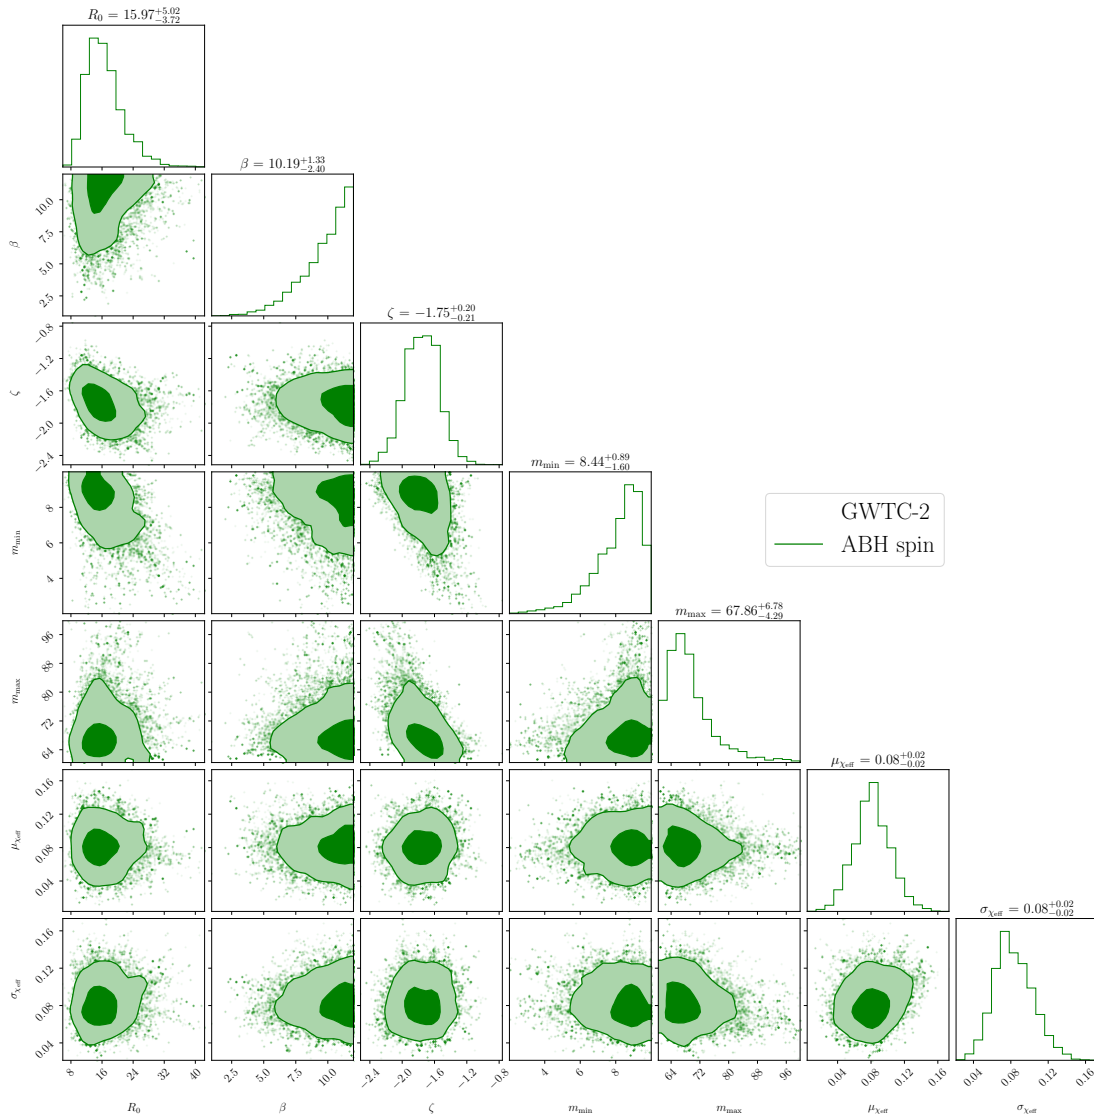 R₀ = 15.97⁺⁵·⁰²₋₃.₇₂
β = 10.19⁺¹·³³₋₂.₄₀
10.0
7.5
5.0
2.5
β
ζ = −1.75⁺⁰·²⁰₋₀.₂₁
−0.8
−1.2
−1.6
−2.0
−2.4
ζ
m_min = 8.44⁺⁰·⁸⁹₋₁.₆₀
8
6
4
m_min
GWTC-2
ABH spin
m_max = 67.86⁺⁶·⁷⁸₋₄.₂₉
96
88
80
72
64
m_max
μ_χeff = 0.08⁺⁰·⁰²₋₀.₀₂
0.16
0.12
0.08
0.04
μ_χeff
σ_χeff = 0.08⁺⁰·⁰²₋₀.₀₂
0.16
0.12
0.08
0.04
σ_χeff
8 16 24 32 40 2.5 5.0 7.5 10.0 −2.4 −2.0 −1.6 −1.2 −0.8 4 6 8 64 72 80 88 96 0.04 0.08 0.12 0.16 0.04 0.08 0.12 0.16
R₀ β ζ m_min m_max μ_χeff σ_χeff